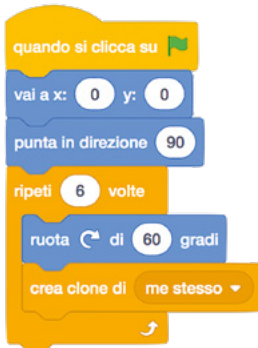 quando si clicca su
vai a x: 0 y: 0
punta in direzione 90
ripeti 6 volte
ruota di 60 gradi
crea clone di me stesso